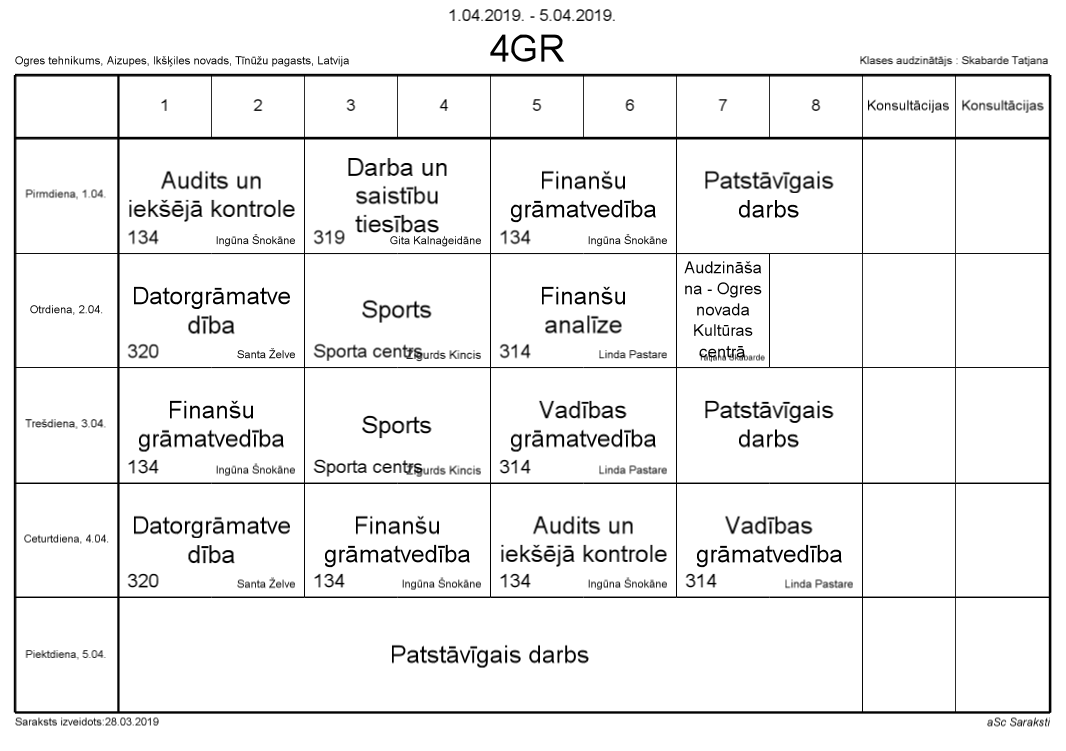 1.04.2019. - 5.04.2019.
4GR
Ogres tehnikums, Aizupes, Ikšķiles novads, Tīnūžu pagasts, Latvija
Klases audzinātājs : Skabarde Tatjana
1 2 3 4 5 6 7 8 Konsultācijas Konsultācijas
Pirmdiena, 1.04.
Audits un
iekšējā kontrole
134 Ingūna Šnokāne
Darba un
saistību
tiesības
319 Gita Kalnaģeidāne
Finanšu
grāmatvedība
134 Ingūna Šnokāne
Patstāvīgais
darbs
Otrdiena, 2.04.
Datorgrāmatve
dība
320 Santa Želve
Sports
Sporta centrs Zigurds Kincis
Finanšu
analīze
314 Linda Pastare
Audzināša
na - Ogres
novada
Kultūras
centrā
Tatjana Skabarde
Trešdiena, 3.04.
Finanšu
grāmatvedība
134 Ingūna Šnokāne
Sports
Sporta centrs Zigurds Kincis
Vadības
grāmatvedība
314 Linda Pastare
Patstāvīgais
darbs
Ceturtdiena, 4.04.
Datorgrāmatve
dība
320 Santa Želve
Finanšu
grāmatvedība
134 Ingūna Šnokāne
Audits un
iekšējā kontrole
134 Ingūna Šnokāne
Vadības
grāmatvedība
314 Linda Pastare
Piektdiena, 5.04.
Patstāvīgais darbs
Saraksts izveidots:28.03.2019
aSc Saraksti